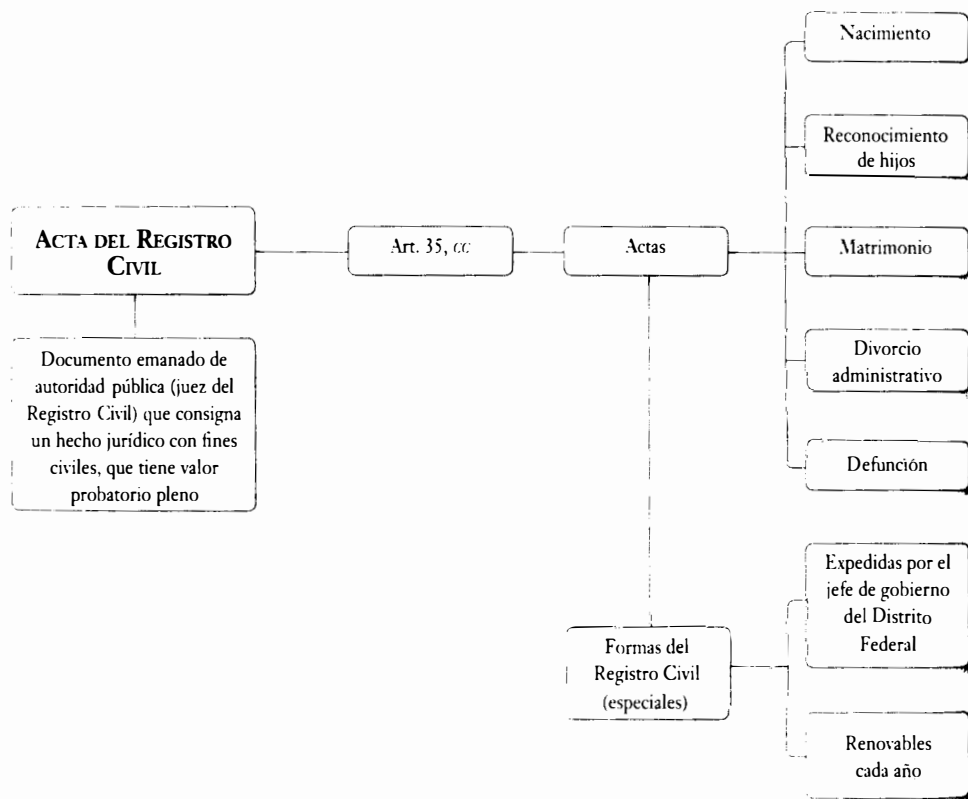 ACTA DEL REGISTRO
CIVIL
Documento emanado de
autoridad pública (juez del
Registro Civil) que consigna
un hecho jurídico con fines
civiles, que tiene valor
probatorio pleno
Art. 35, cc
Actas
Nacimiento
Reconocimiento
de hijos
Matrimonio
Divorcio
administrativo
Defunción
Formas del
Registro Civil
(especiales)
Expedidas por el
jefe de gobierno
del Distrito
Federal
Renovables
cada año